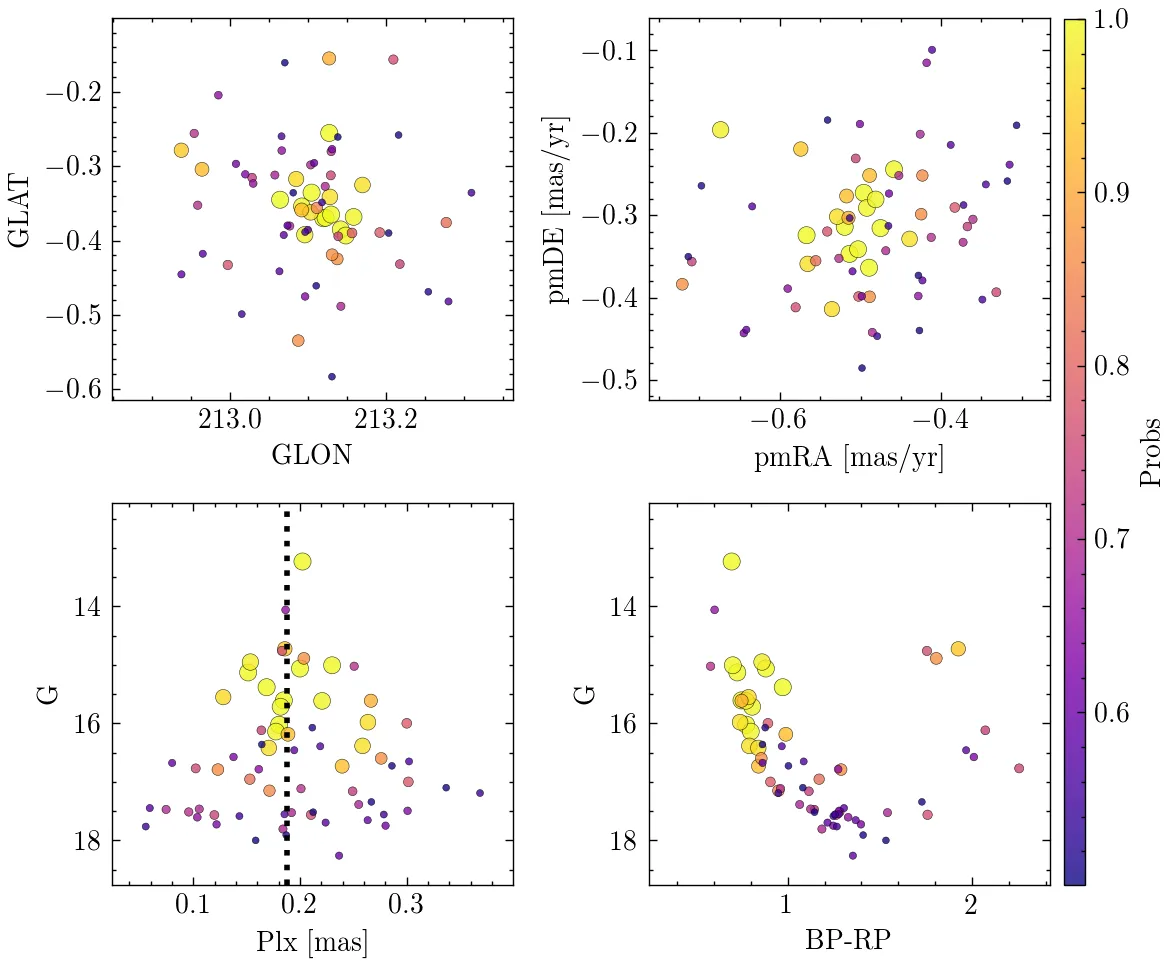 −0.2
−0.3
−0.4
−0.5
−0.6
GLAT
213.0 213.2
GLON
−0.1
−0.2
−0.3
−0.4
−0.5
pmDE [mas/yr]
−0.6 −0.4
pmRA [mas/yr]
14
16
18
G
0.1 0.2 0.3
Plx [mas]
14
16
18
G
1 2
BP-RP
1.0
0.9
0.8
0.7
0.6
Probs